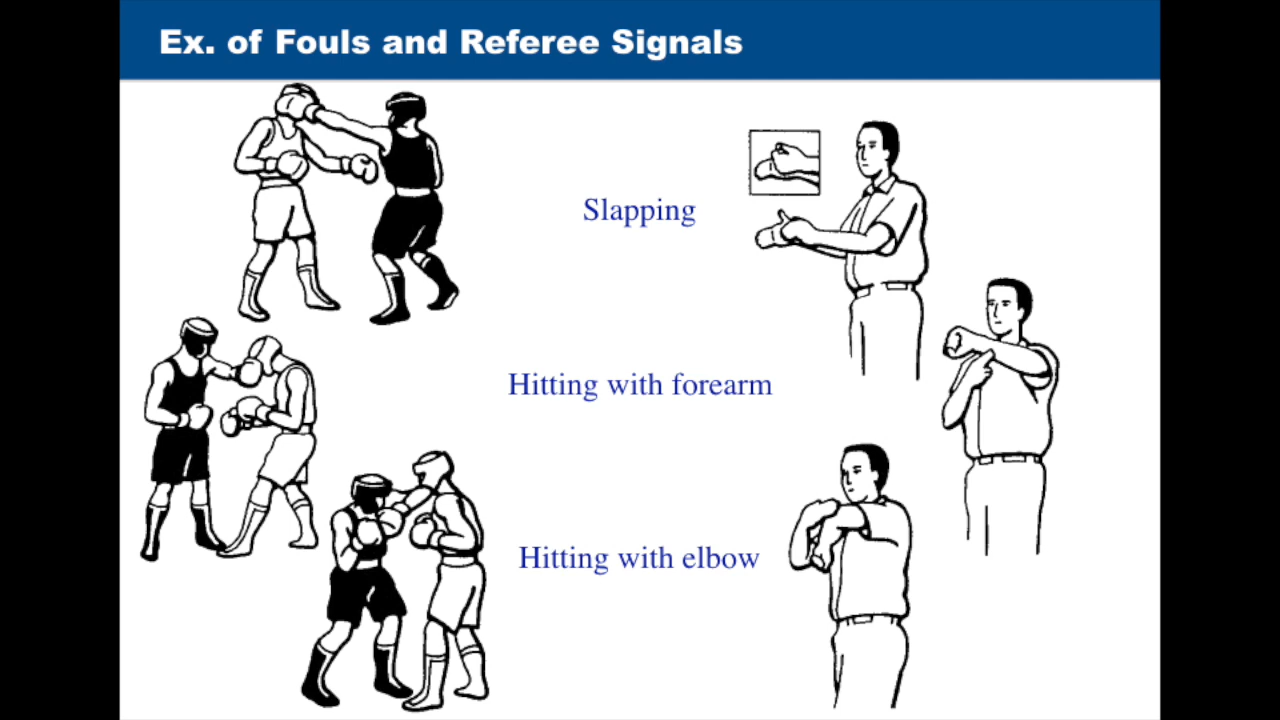 Ex. of Fouls and Referee Signals
Slapping
Hitting with forearm
Hitting with elbow